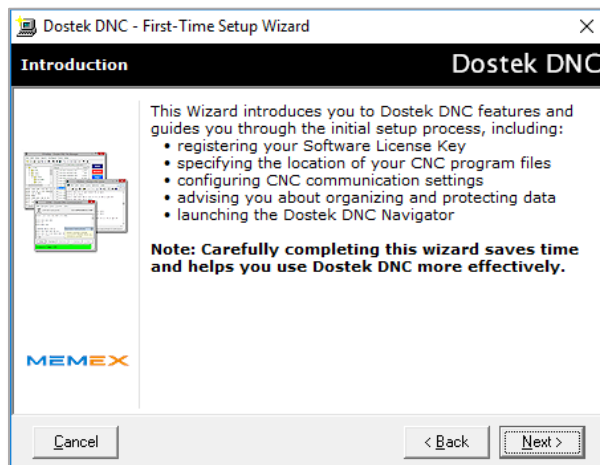 Dostek DNC - First-Time Setup Wizard
Introduction
Dostek DNC
This Wizard introduces you to Dostek DNC features and
guides you through the initial setup process, including:
• registering your Software License Key
• specifying the location of your CNC program files
• configuring CNC communication settings
• advising you about organizing and protecting data
• launching the Dostek DNC Navigator
Note: Carefully completing this wizard saves time
and helps you use Dostek DNC more effectively.
MEMEX
Cancel
< Back
Next >